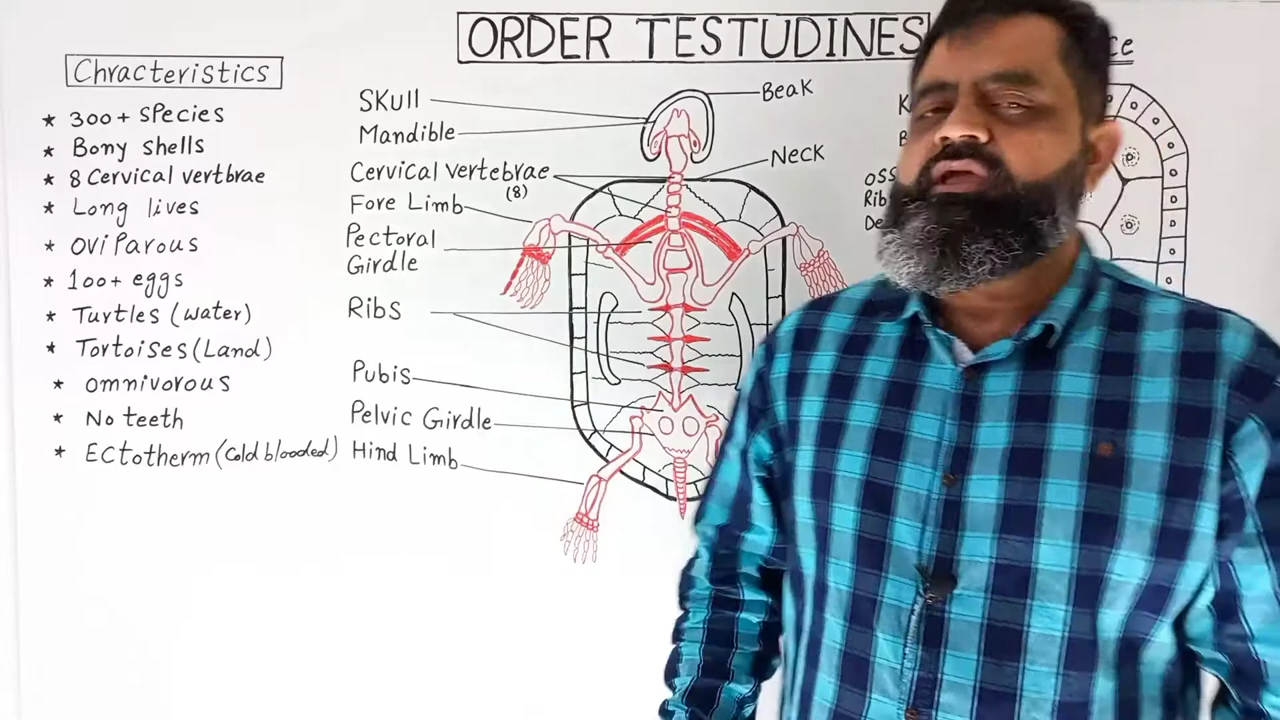 ORDER TESTUDINES
Chracteristics
* 300+ species
* Bony shells
* 8 Cervical vertbrae
* Long lives
* oviparous
* 100+ eggs
* Turtles (water)
* Tortoises (Land)
* omnivorous
* No teeth
* Ectotherm (Cold blooded)
Skull
Mandible
Cervical vertebrae
(8)
Fore Limb
Pectoral
Girdle
Ribs
Pubis
Pelvic Girdle
Hind Limb
Beak
Neck